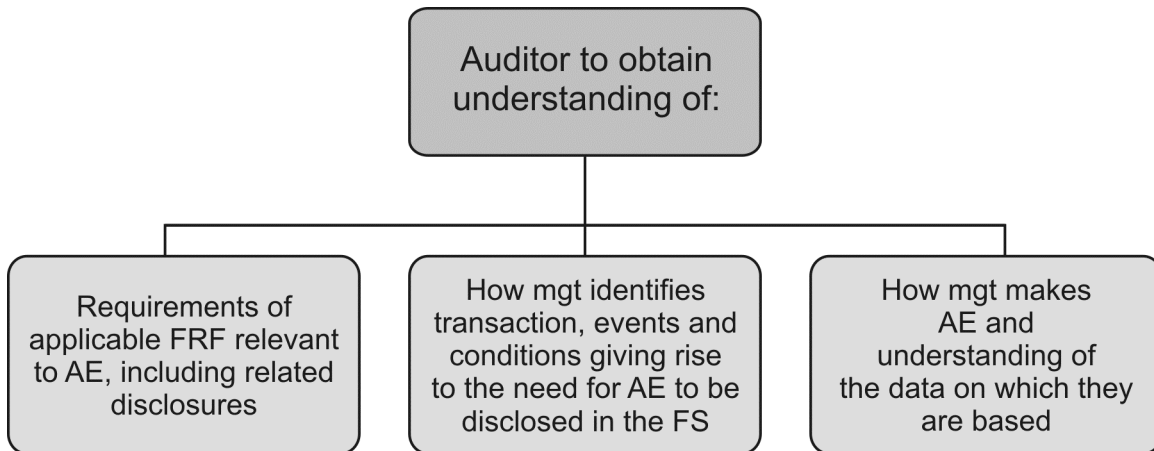 Auditor to obtain
understanding of:
Requirements of
applicable FRF relevant
to AE, including related
disclosures
How mgt identifies
transaction, events and
conditions giving rise
to the need for AE to be
disclosed in the FS
How mgt makes
AE and
understanding of
the data on which they
are based